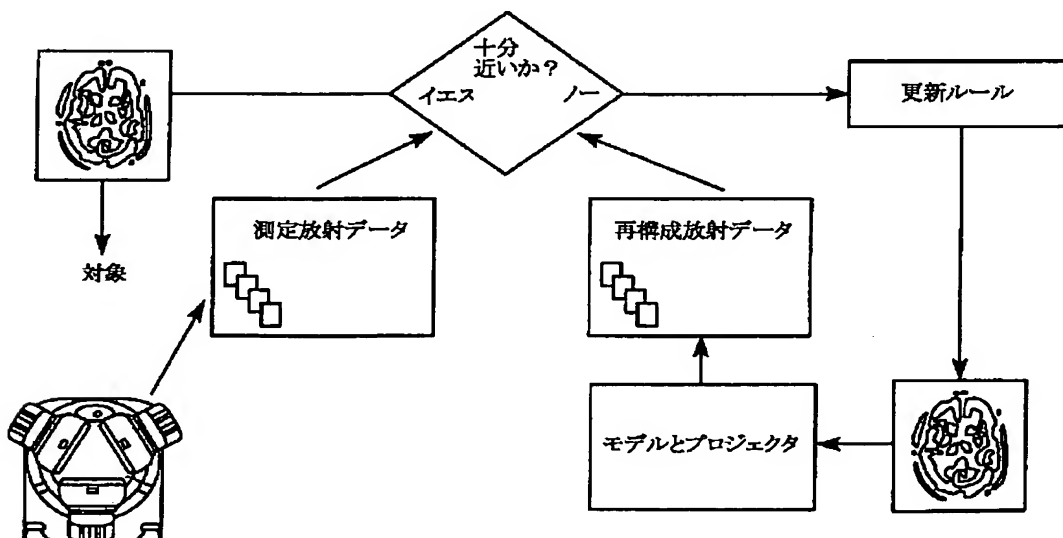 十分
近いか?
イエス
ノー
更新ルール
測定放射データ
再構成放射データ
対象
モデルとプロジェクタ